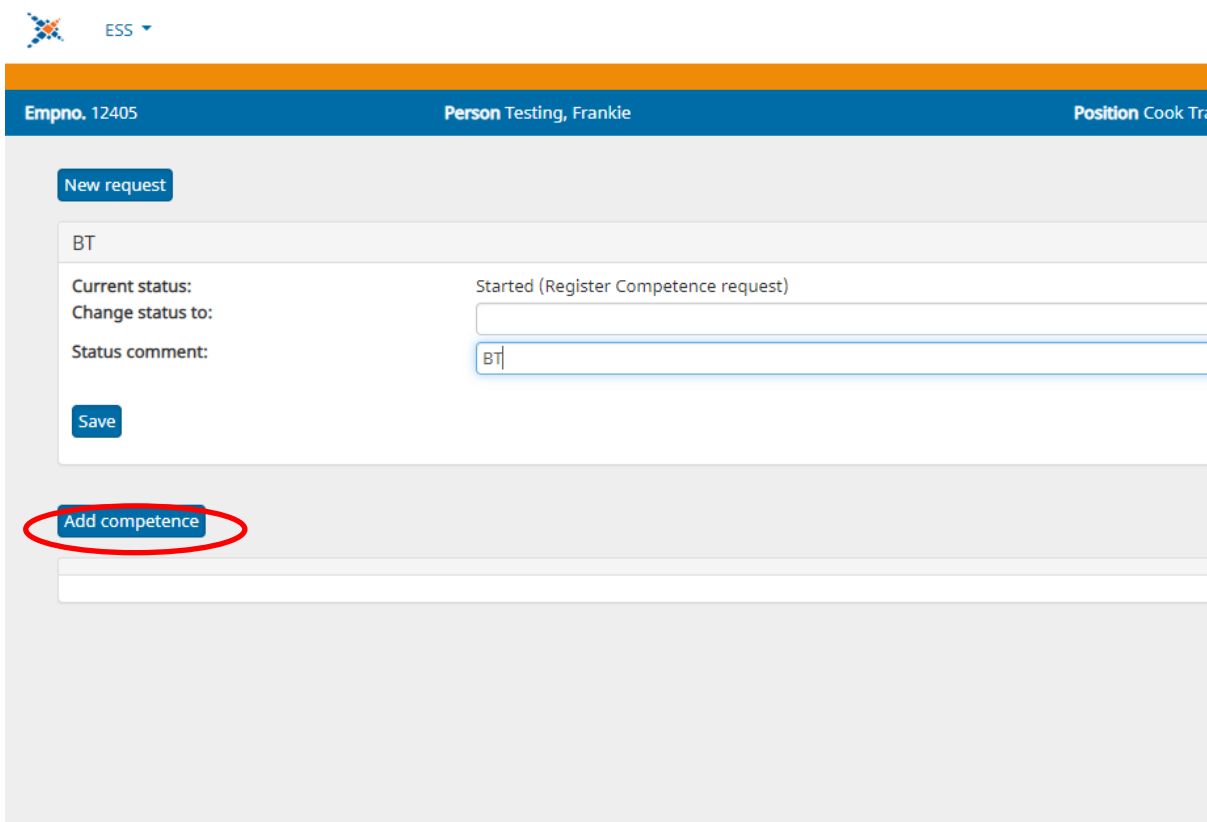 ESS
Empno. 12405 Person Testing, Frankie Position Cook Tra
New request
BT
Current status: Started (Register Competence request)
Change status to:
Status comment: BT
Save
Add competence